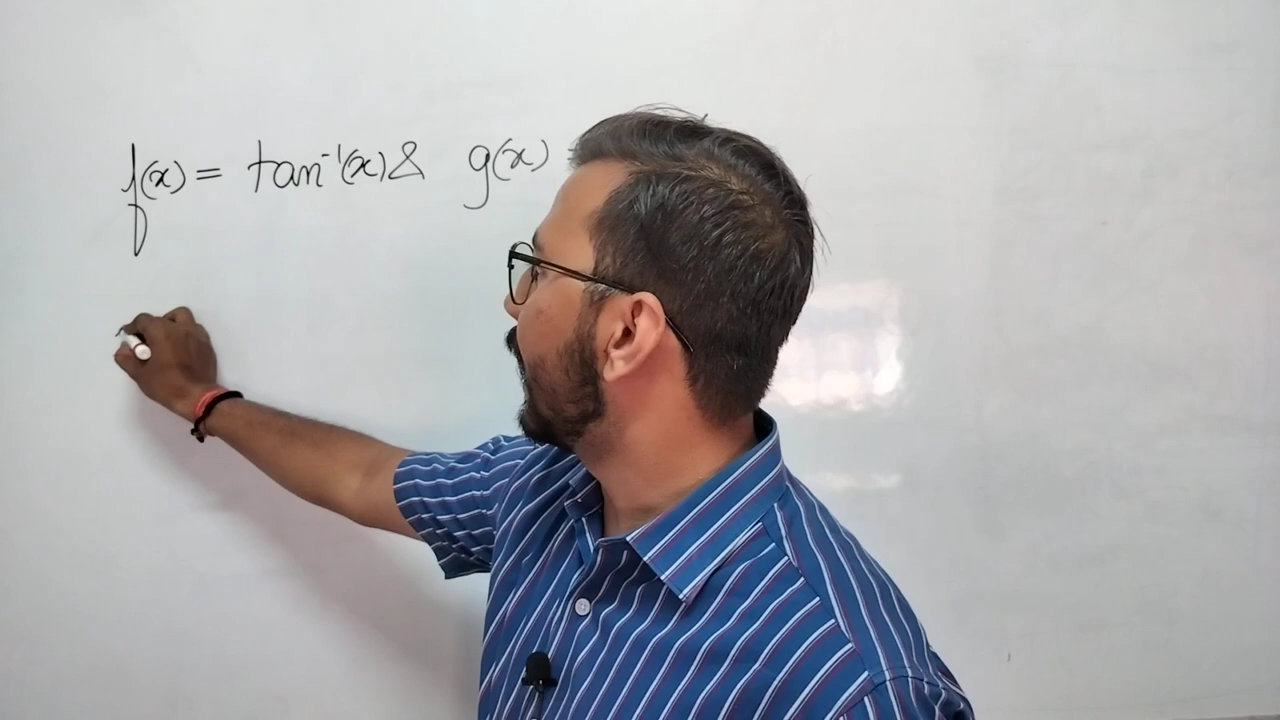 f(x) = tan⁻¹(x) & g(x) =